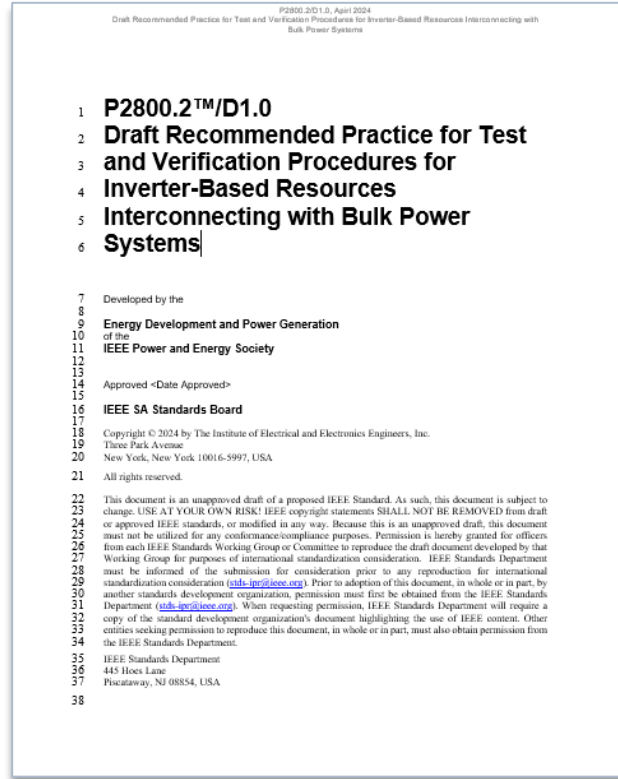 P2800.2/D1.0, Apirl 2024
Draft Recommended Practice for Test and Verification Procedures for Inverter-Based Resources Interconnecting with
Bulk Power Systems
1 P2800.2™/D1.0
2 Draft Recommended Practice for Test
3 and Verification Procedures for
4 Inverter-Based Resources
5 Interconnecting with Bulk Power
6 Systems
7 Developed by the
8
9 Energy Development and Power Generation
10 of the
11 IEEE Power and Energy Society
12
13
14 Approved <Date Approved>
15
16 IEEE SA Standards Board
17
18 Copyright © 2024 by The Institute of Electrical and Electronics Engineers, Inc.
19 Three Park Avenue
20 New York, New York 10016-5997, USA
21 All rights reserved.
22 This document is an unapproved draft of a proposed IEEE Standard. As such, this document is subject to
23 change. USE AT YOUR OWN RISK! IEEE copyright statements SHALL NOT BE REMOVED from draft
24 or approved IEEE standards, or modified in any way. Because this is an unapproved draft, this document
25 must not be utilized for any conformance/compliance purposes. Permission is hereby granted for officers
26 from each IEEE Standards Working Group or Committee to reproduce the draft document developed by that
27 Working Group for purposes of international standardization consideration. IEEE Standards Department
28 must be informed of the submission for consideration prior to any reproduction for international
29 standardization consideration (stds-ipr@ieee.org). Prior to adoption of this document, in whole or in part, by
30 another standards development organization, permission must first be obtained from the IEEE Standards
31 Department (stds-ipr@ieee.org). When requesting permission, IEEE Standards Department will require a
32 copy of the standard development organization's document highlighting the use of IEEE content. Other
33 entities seeking permission to reproduce this document, in whole or in part, must also obtain permission from
34 the IEEE Standards Department.
35 IEEE Standards Department
36 445 Hoes Lane
37 Piscataway, NJ 08854, USA
38